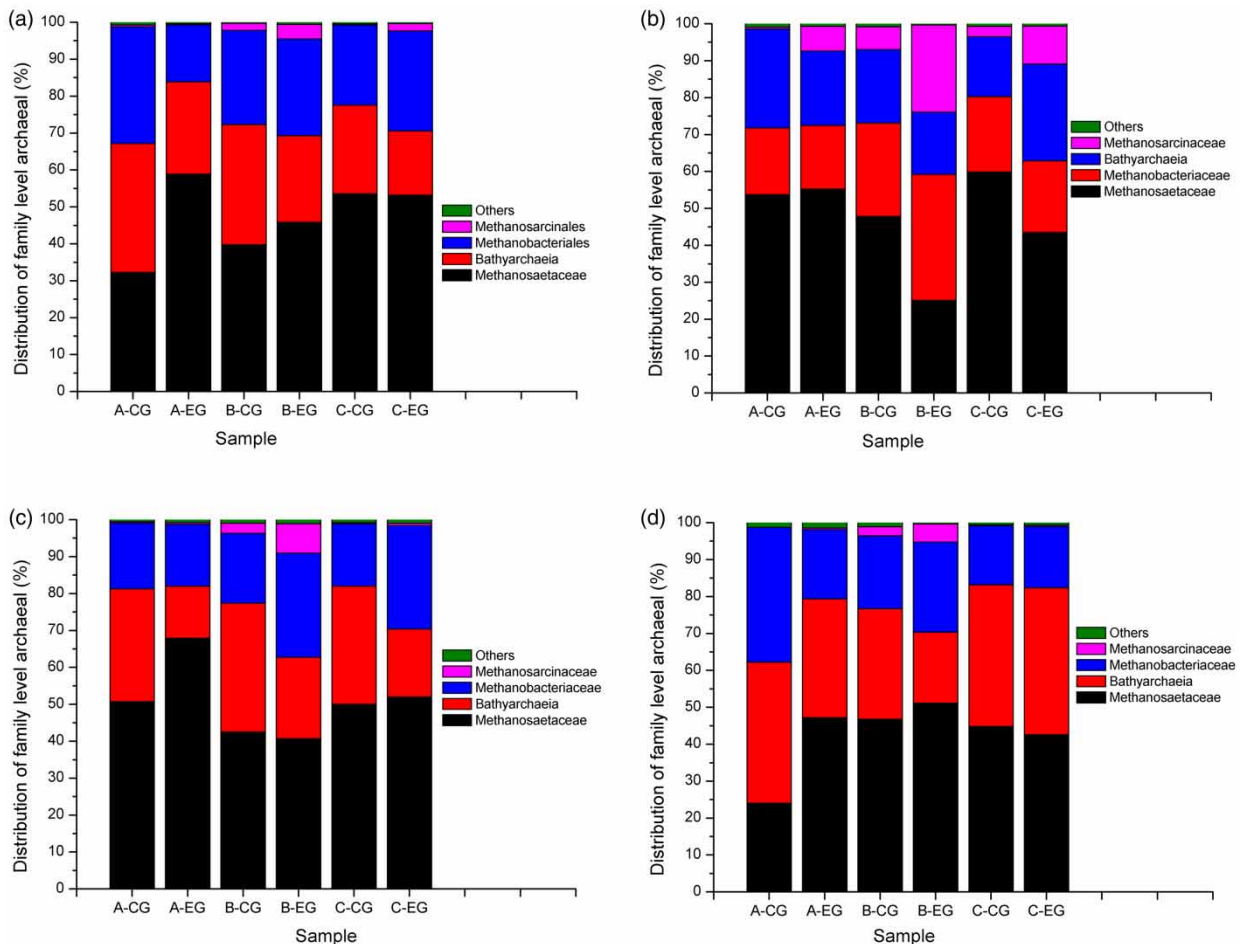 (a)
Distribution of family level archaeal (%)
100
90
80
70
60
50
40
30
20
10
0
A-CG A-EG B-CG B-EG C-CG C-EG
Sample
Others
Methanosarcinales
Methanobacteriales
Bathyarchaeia
Methanosaetaceae
(b)
Distribution of family level archaeal (%)
100
90
80
70
60
50
40
30
20
10
0
A-CG A-EG B-CG B-EG C-CG C-EG
Sample
Others
Methanosarcinaceae
Bathyarchaeia
Methanobacteriaceae
Methanosaetaceae
(c)
Distribution of family level archaeal (%)
100
90
80
70
60
50
40
30
20
10
0
A-CG A-EG B-CG B-EG C-CG C-EG
Sample
Others
Methanosarcinaceae
Methanobacteriaceae
Bathyarchaeia
Methanosaetaceae
(d)
Distribution of family level archaeal (%)
100
90
80
70
60
50
40
30
20
10
0
A-CG A-EG B-CG B-EG C-CG C-EG
Sample
Others
Methanosarcinaceae
Methanobacteriaceae
Bathyarchaeia
Methanosaetaceae